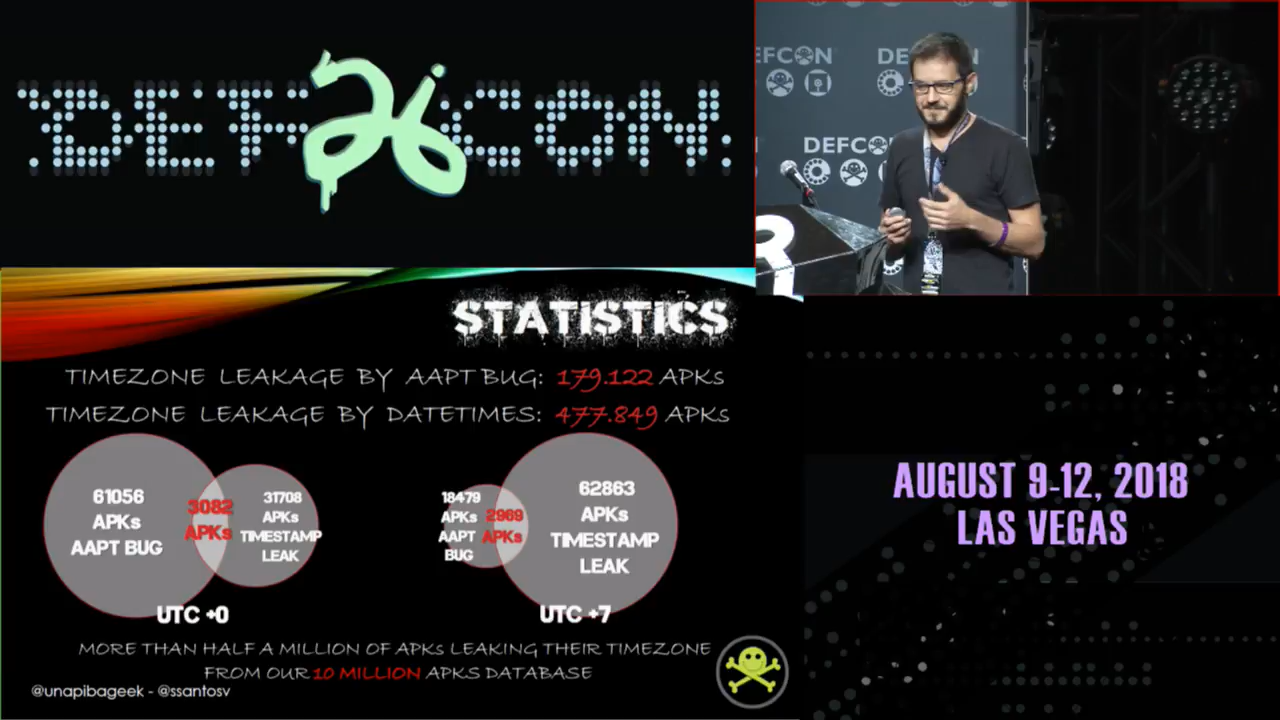 DEF 26 CON
DEFCON
DEFCON
DEFCON
R
STATISTICS
TIMEZONE LEAKAGE BY AAPT BUG: 179.122 APKs
TIMEZONE LEAKAGE BY DATETIMES: 477.849 APKs
61056
APKs
AAPT BUG
3082
APKs
31708
APKs
TIMESTAMP
LEAK
UTC +0
18479
APKs
AAPT
BUG
2969
APKs
62863
APKs
TIMESTAMP
LEAK
UTC +7
MORE THAN HALF A MILLION OF APKs LEAKING THEIR TIMEZONE
FROM OUR 10 MILLION APKS DATABASE
@unapibageek - @ssantosv
AUGUST 9-12, 2018
LAS VEGAS